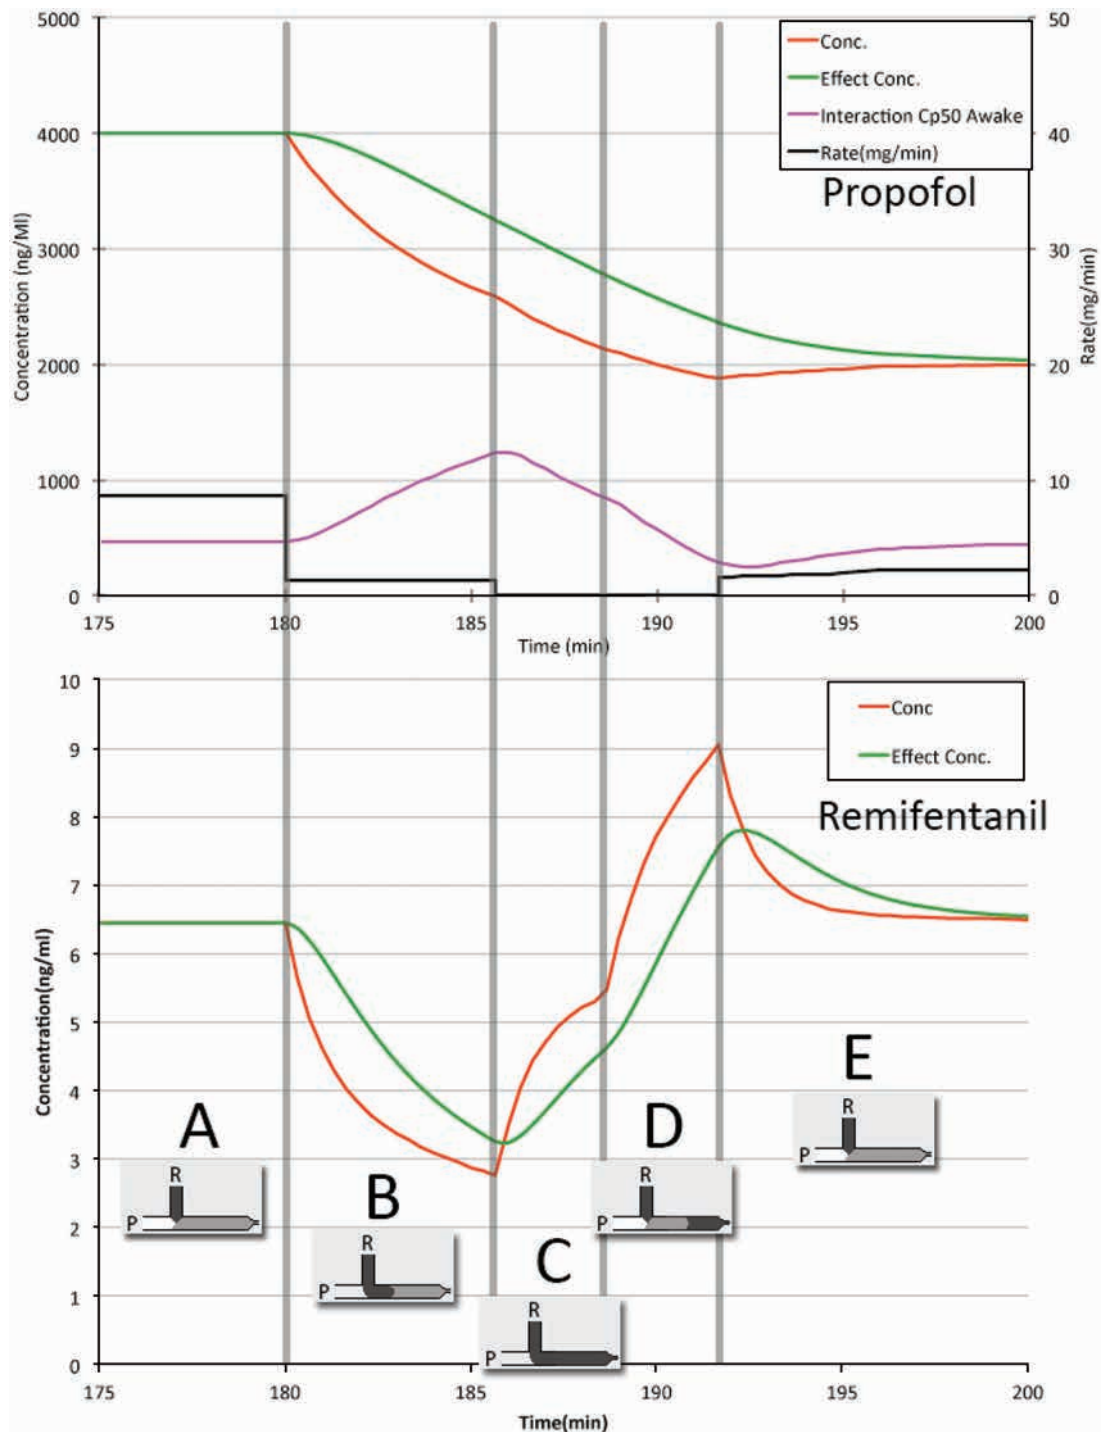 5000
4000
3000
2000
1000
0
Concentration (ng/Ml)
50
40
30
20
10
0
Rate(mg/min)
Conc.
Effect Conc.
Interaction Cp50 Awake
Rate(mg/min)
Propofol
175 180 185 190 195 200
Time (min)
10
9
8
7
6
5
4
3
2
1
0
Concentration(ng/ml)
Conc
Effect Conc.
Remifentanil
A
R
P
B
R
P
C
R
P
D
R
P
E
R
P
175 180 185 190 195 200
Time(min)